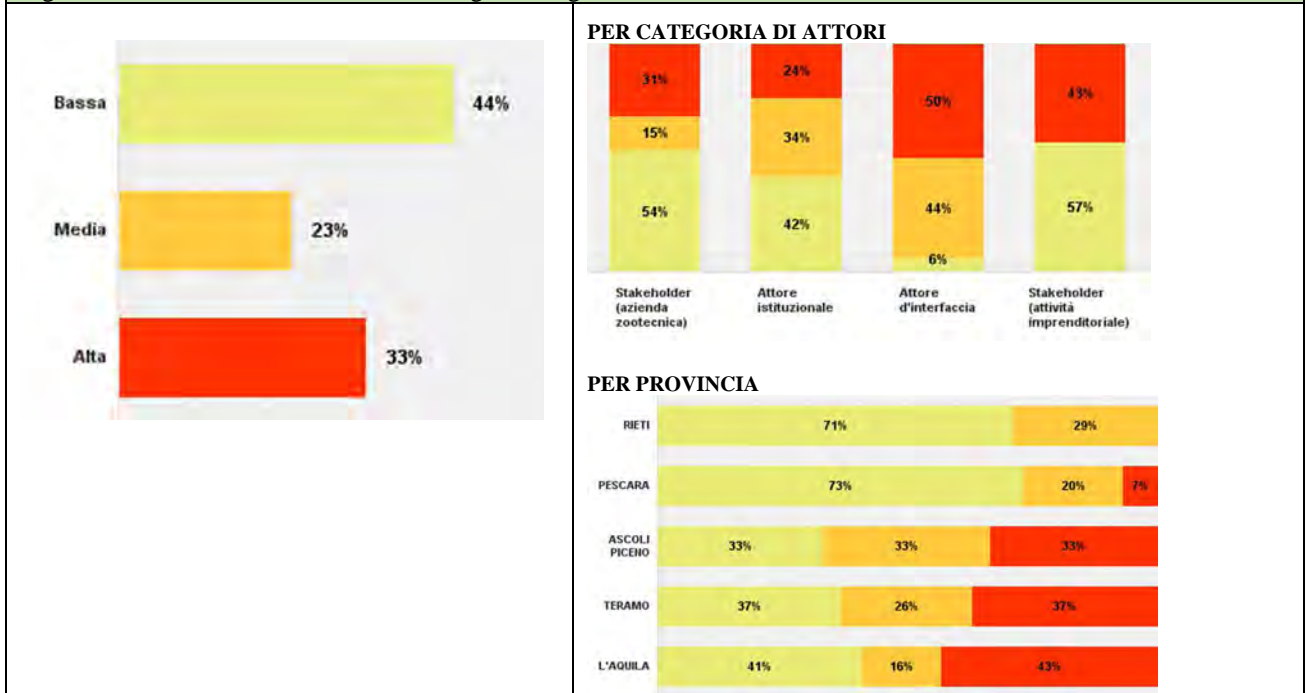 Bassa 44%
Media 23%
Alta 33%
PER CATEGORIA DI ATTORI
31% 24% 50% 43%
15% 34% 44%
54% 42% 6% 57%
Stakeholder Attore Attore Stakeholder
(azienda istituzionale d'interfaccia (attività
zootecnica) imprenditoriale)
PER PROVINCIA
RIETI 71% 29%
PESCARA 73% 20% 7%
ASCOLI
PICENO 33% 33% 33%
TERAMO 37% 26% 37%
L'AQUILA 41% 16% 43%